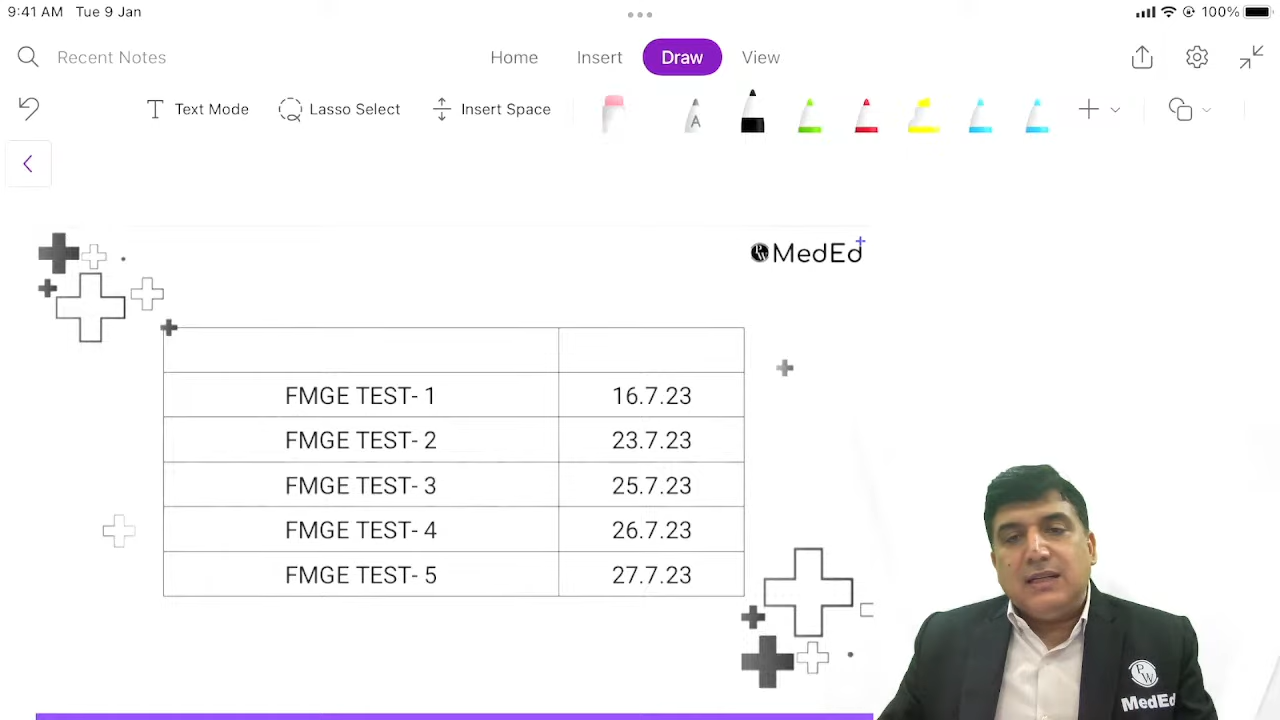 9:41 AM Tue 9 Jan
100%
Recent Notes
Home Insert Draw View
Text Mode Lasso Select Insert Space
A
PW MedEd
FMGE TEST- 1 16.7.23
FMGE TEST- 2 23.7.23
FMGE TEST- 3 25.7.23
FMGE TEST- 4 26.7.23
FMGE TEST- 5 27.7.23
PW
MedEd